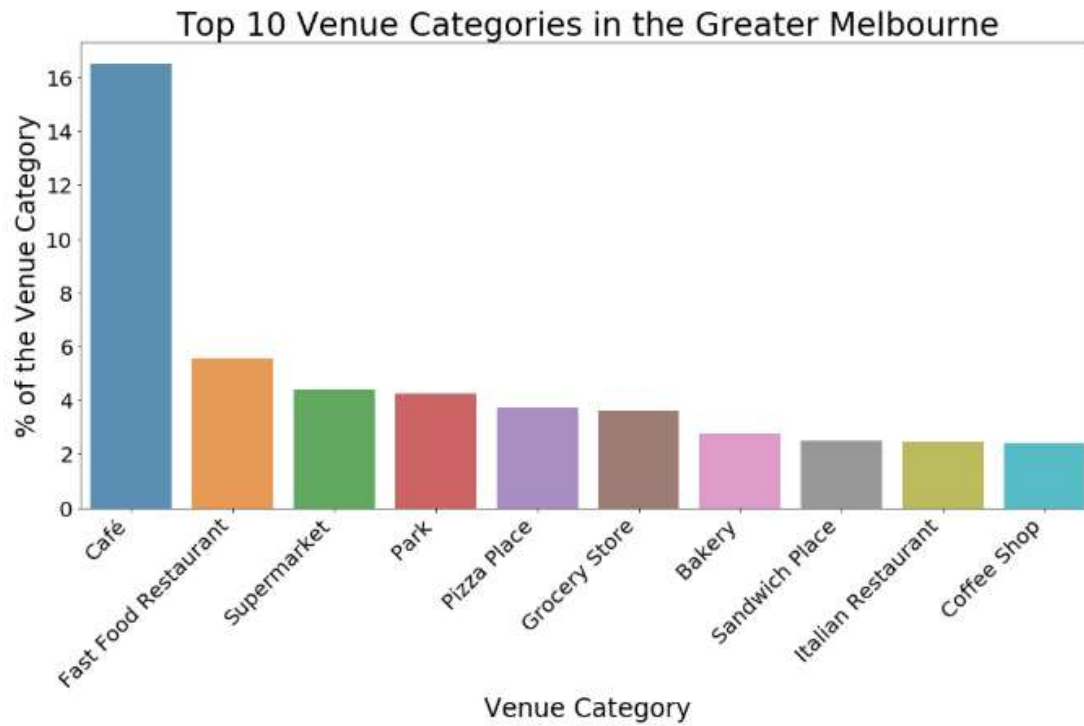 Top 10 Venue Categories in the Greater Melbourne
% of the Venue Category
16
14
12
10
8
6
4
2
0
Café
Fast Food Restaurant
Supermarket
Park
Pizza Place
Grocery Store
Bakery
Sandwich Place
Italian Restaurant
Coffee Shop
Venue Category